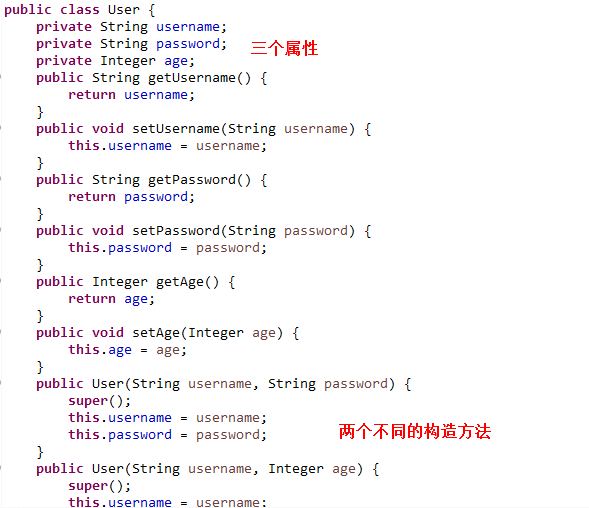 public class User {
    private String username;
    private String password;
三个属性
    private Integer age;
    public String getUsername() {
        return username;
    }
    public void setUsername(String username) {
        this.username = username;
    }
    public String getPassword() {
        return password;
    }
    public void setPassword(String password) {
        this.password = password;
    }
    public Integer getAge() {
        return age;
    }
    public void setAge(Integer age) {
        this.age = age;
    }
    public User(String username, String password) {
        super();
        this.username = username;
        this.password = password;
两个不同的构造方法
    }
    public User(String username, Integer age) {
        super();
        this.username = username;